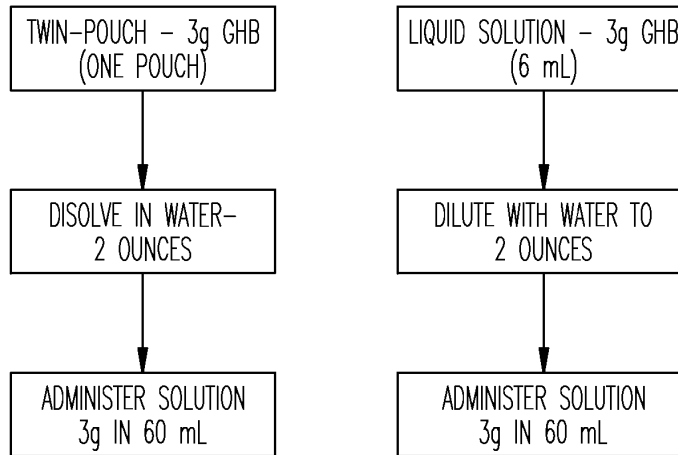 TWIN-POUCH - 3g GHB
(ONE POUCH)
DISOLVE IN WATER-
2 OUNCES
ADMINISTER SOLUTION
3g IN 60 mL
LIQUID SOLUTION - 3g GHB
(6 mL)
DILUTE WITH WATER TO
2 OUNCES
ADMINISTER SOLUTION
3g IN 60 mL